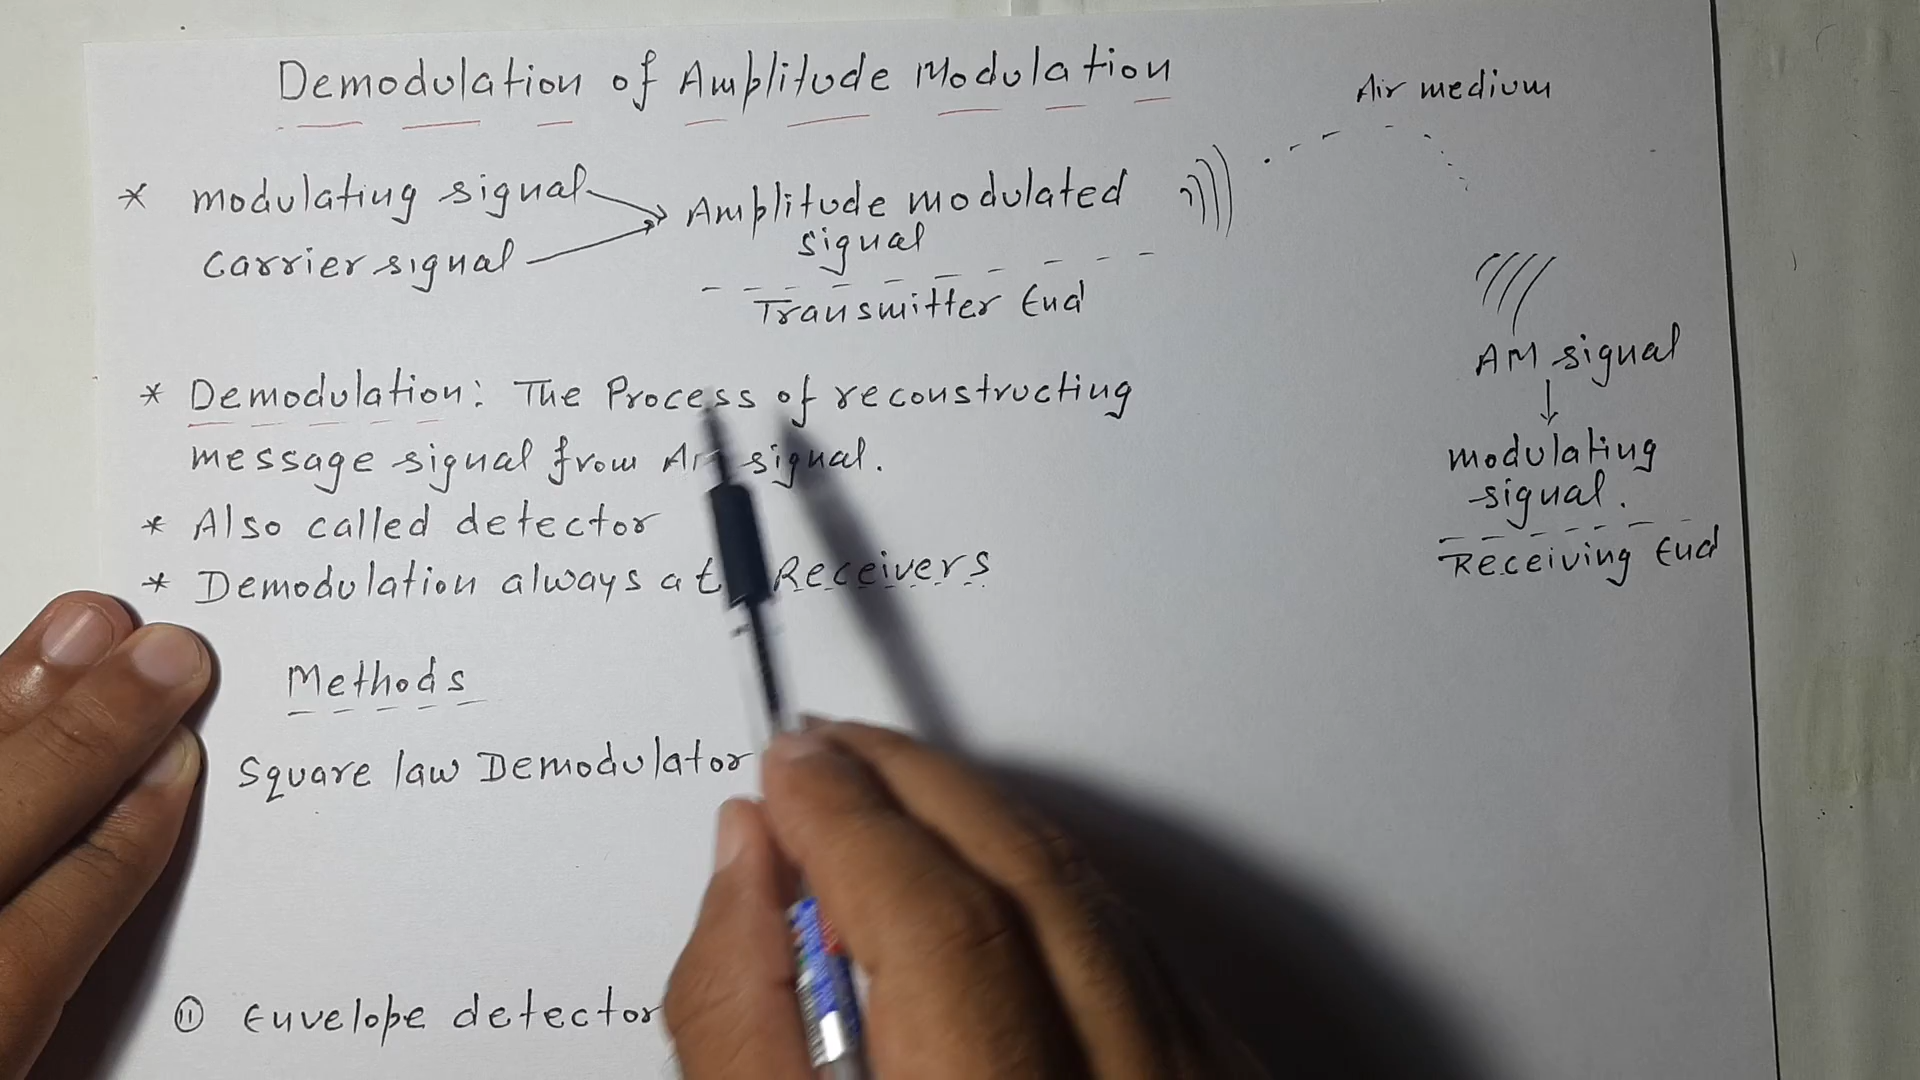 Demodulation of Amplitude Modulation
Air medium
* modulating signal
carrier signal
Amplitude modulated
signal
Transmitter End
AM signal
modulating
signal.
Receiving End
* Demodulation: The Process of reconstructing
message signal from AM signal.
* Also called detector
* Demodulation always at Receivers
Methods
Square law Demodulator
(ii) Envelope detector